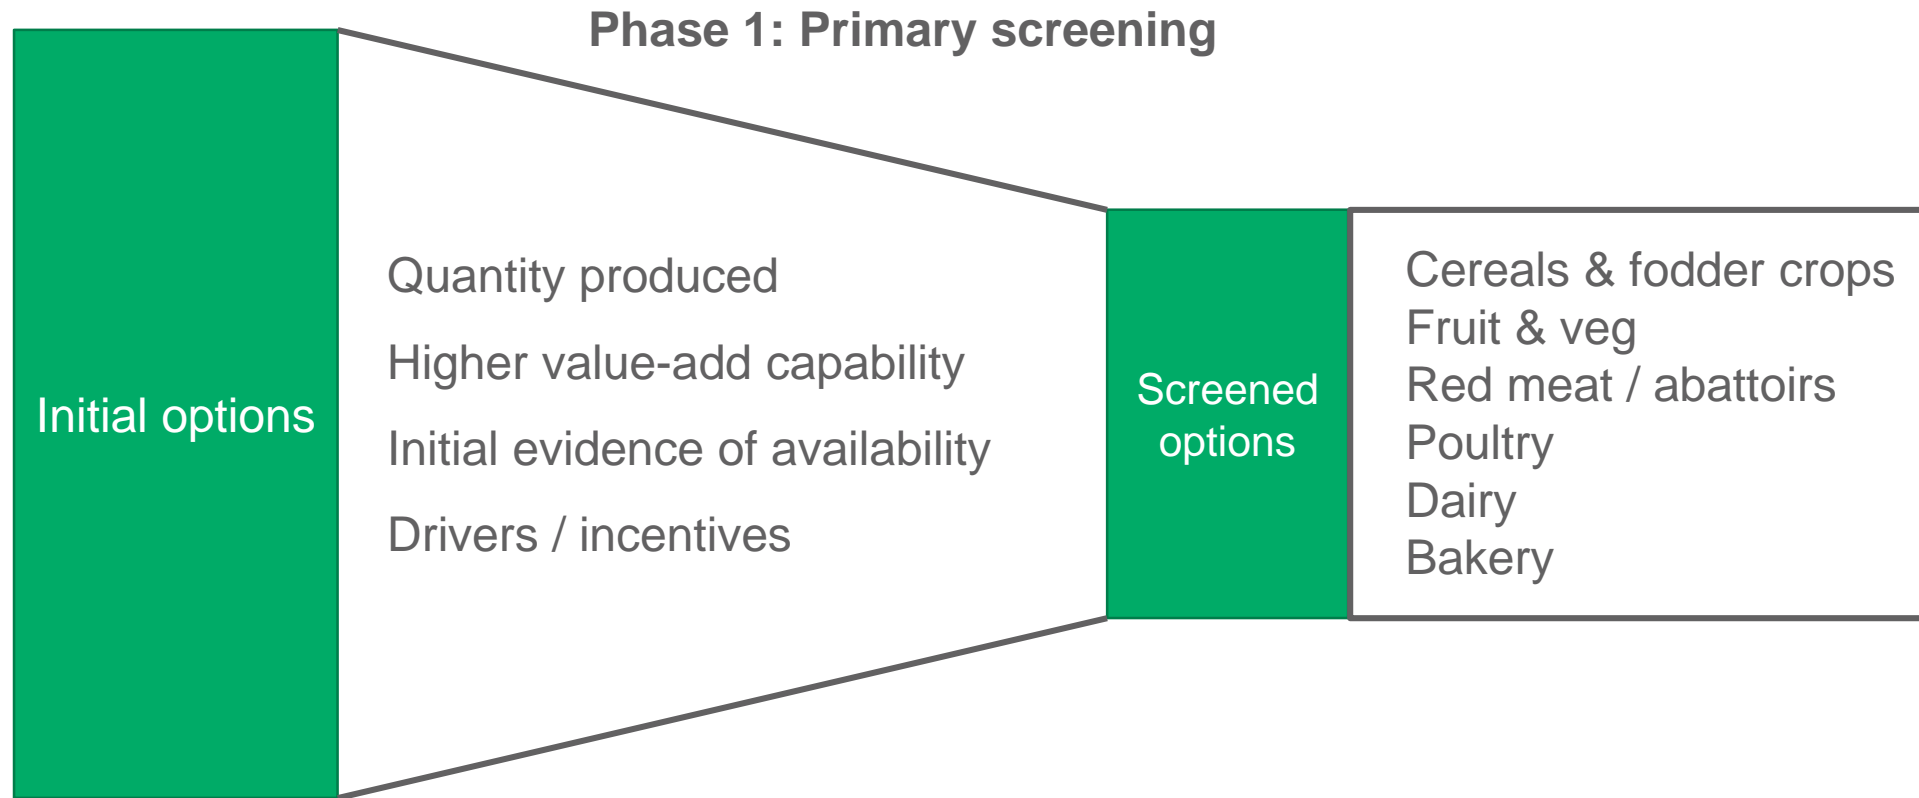 Phase 1: Primary screening
Initial options
Quantity produced
Higher value-add capability
Initial evidence of availability
Drivers / incentives
Screened
options
Cereals & fodder crops
Fruit & veg
Red meat / abattoirs
Poultry
Dairy
Bakery